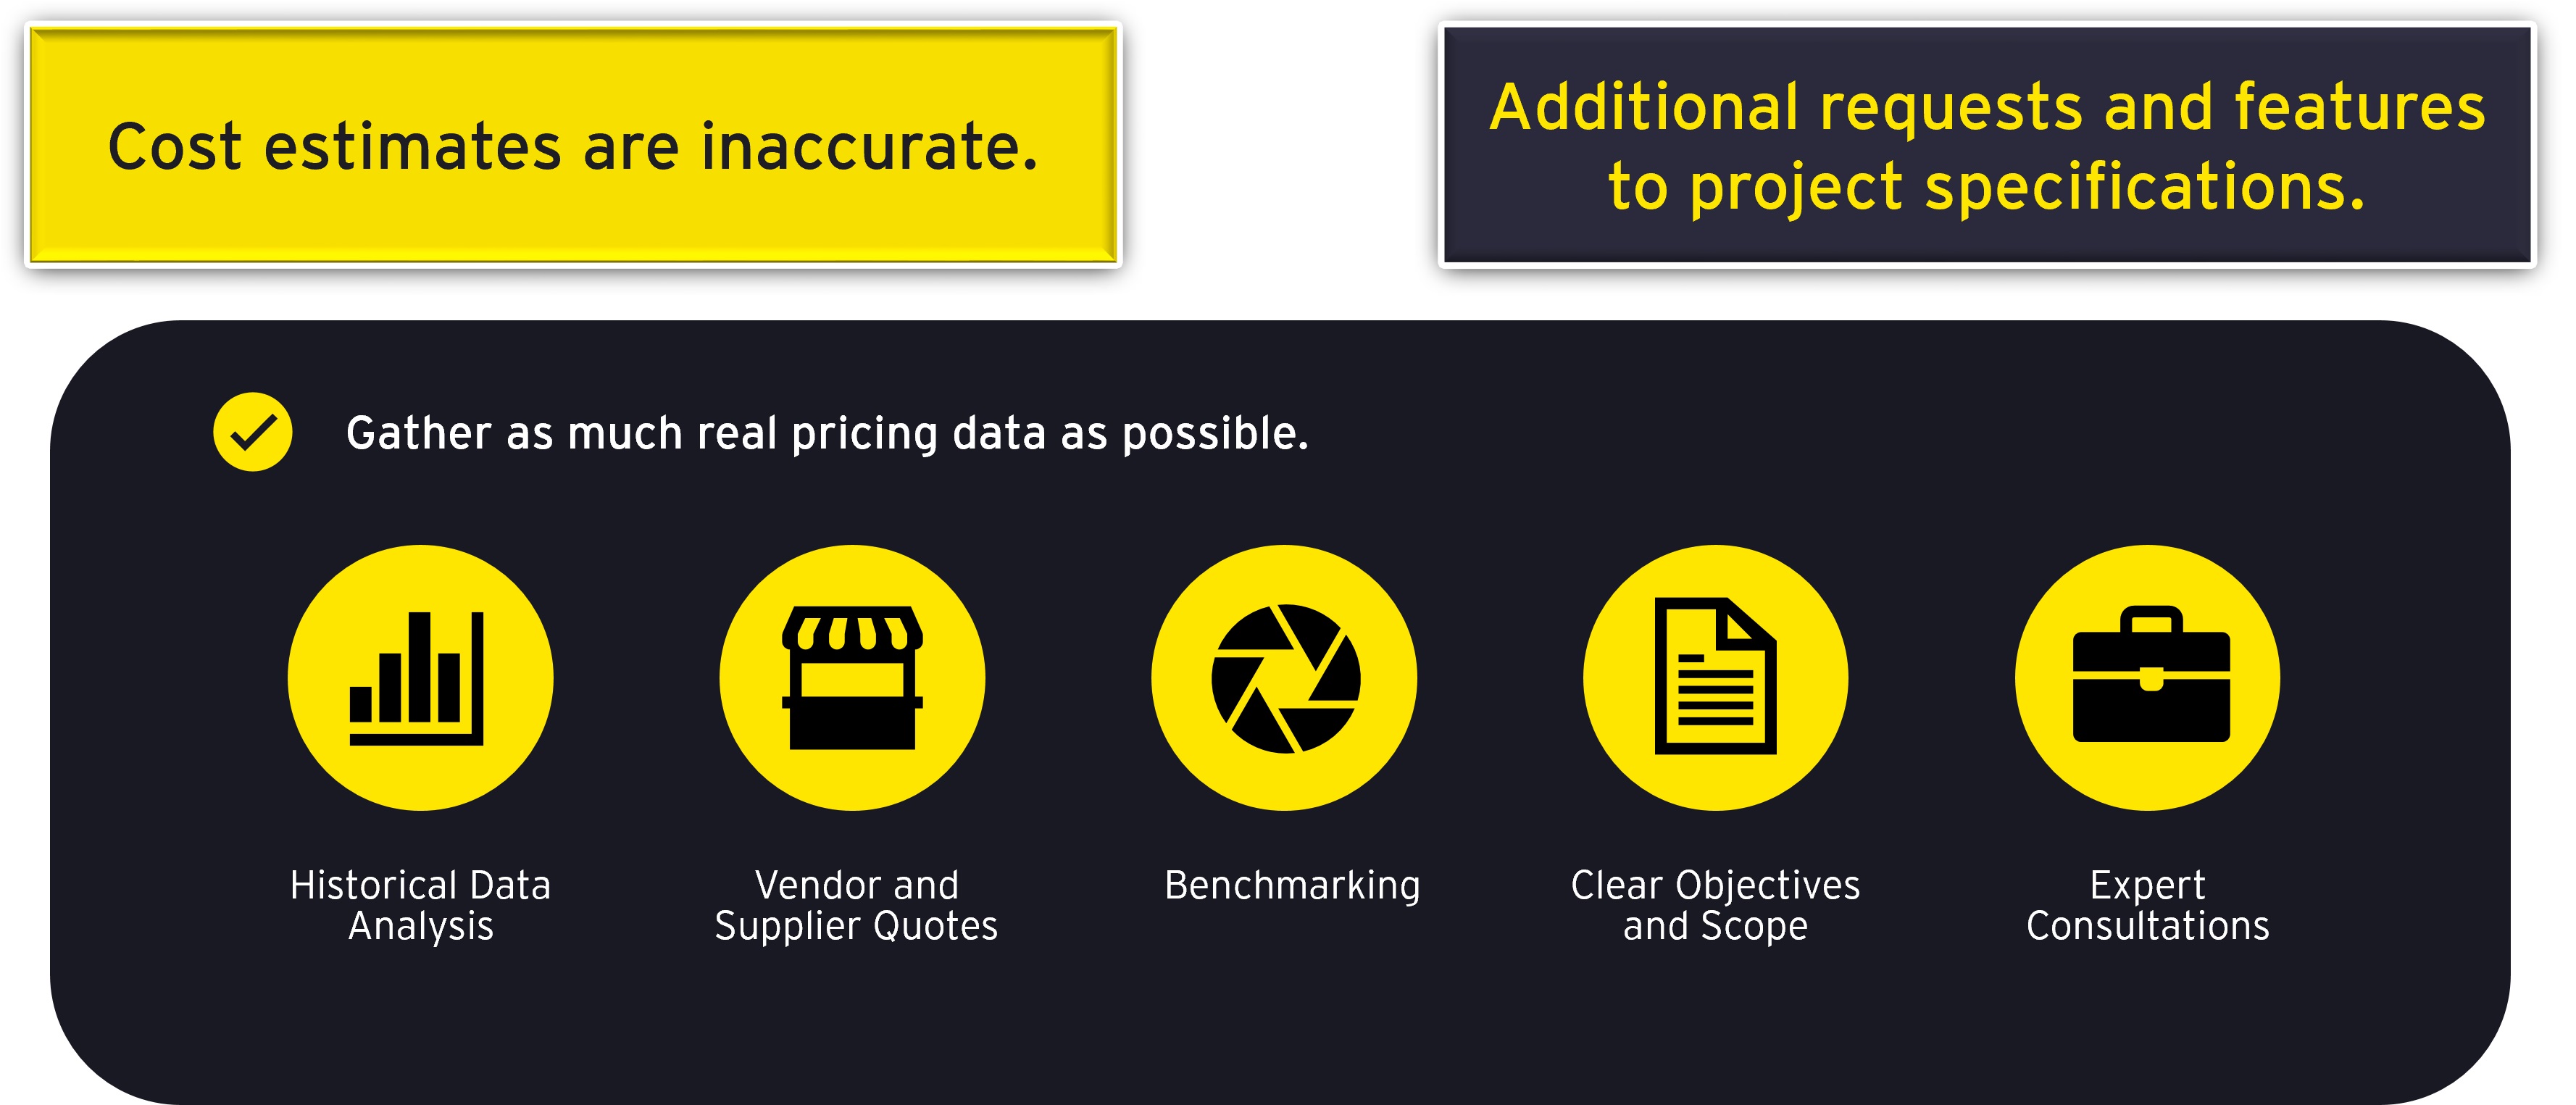 Cost estimates are inaccurate.
Additional requests and features
to project specifications.
Gather as much real pricing data as possible.
Historical Data
Analysis
Vendor and
Supplier Quotes
Benchmarking
Clear Objectives
and Scope
Expert
Consultations